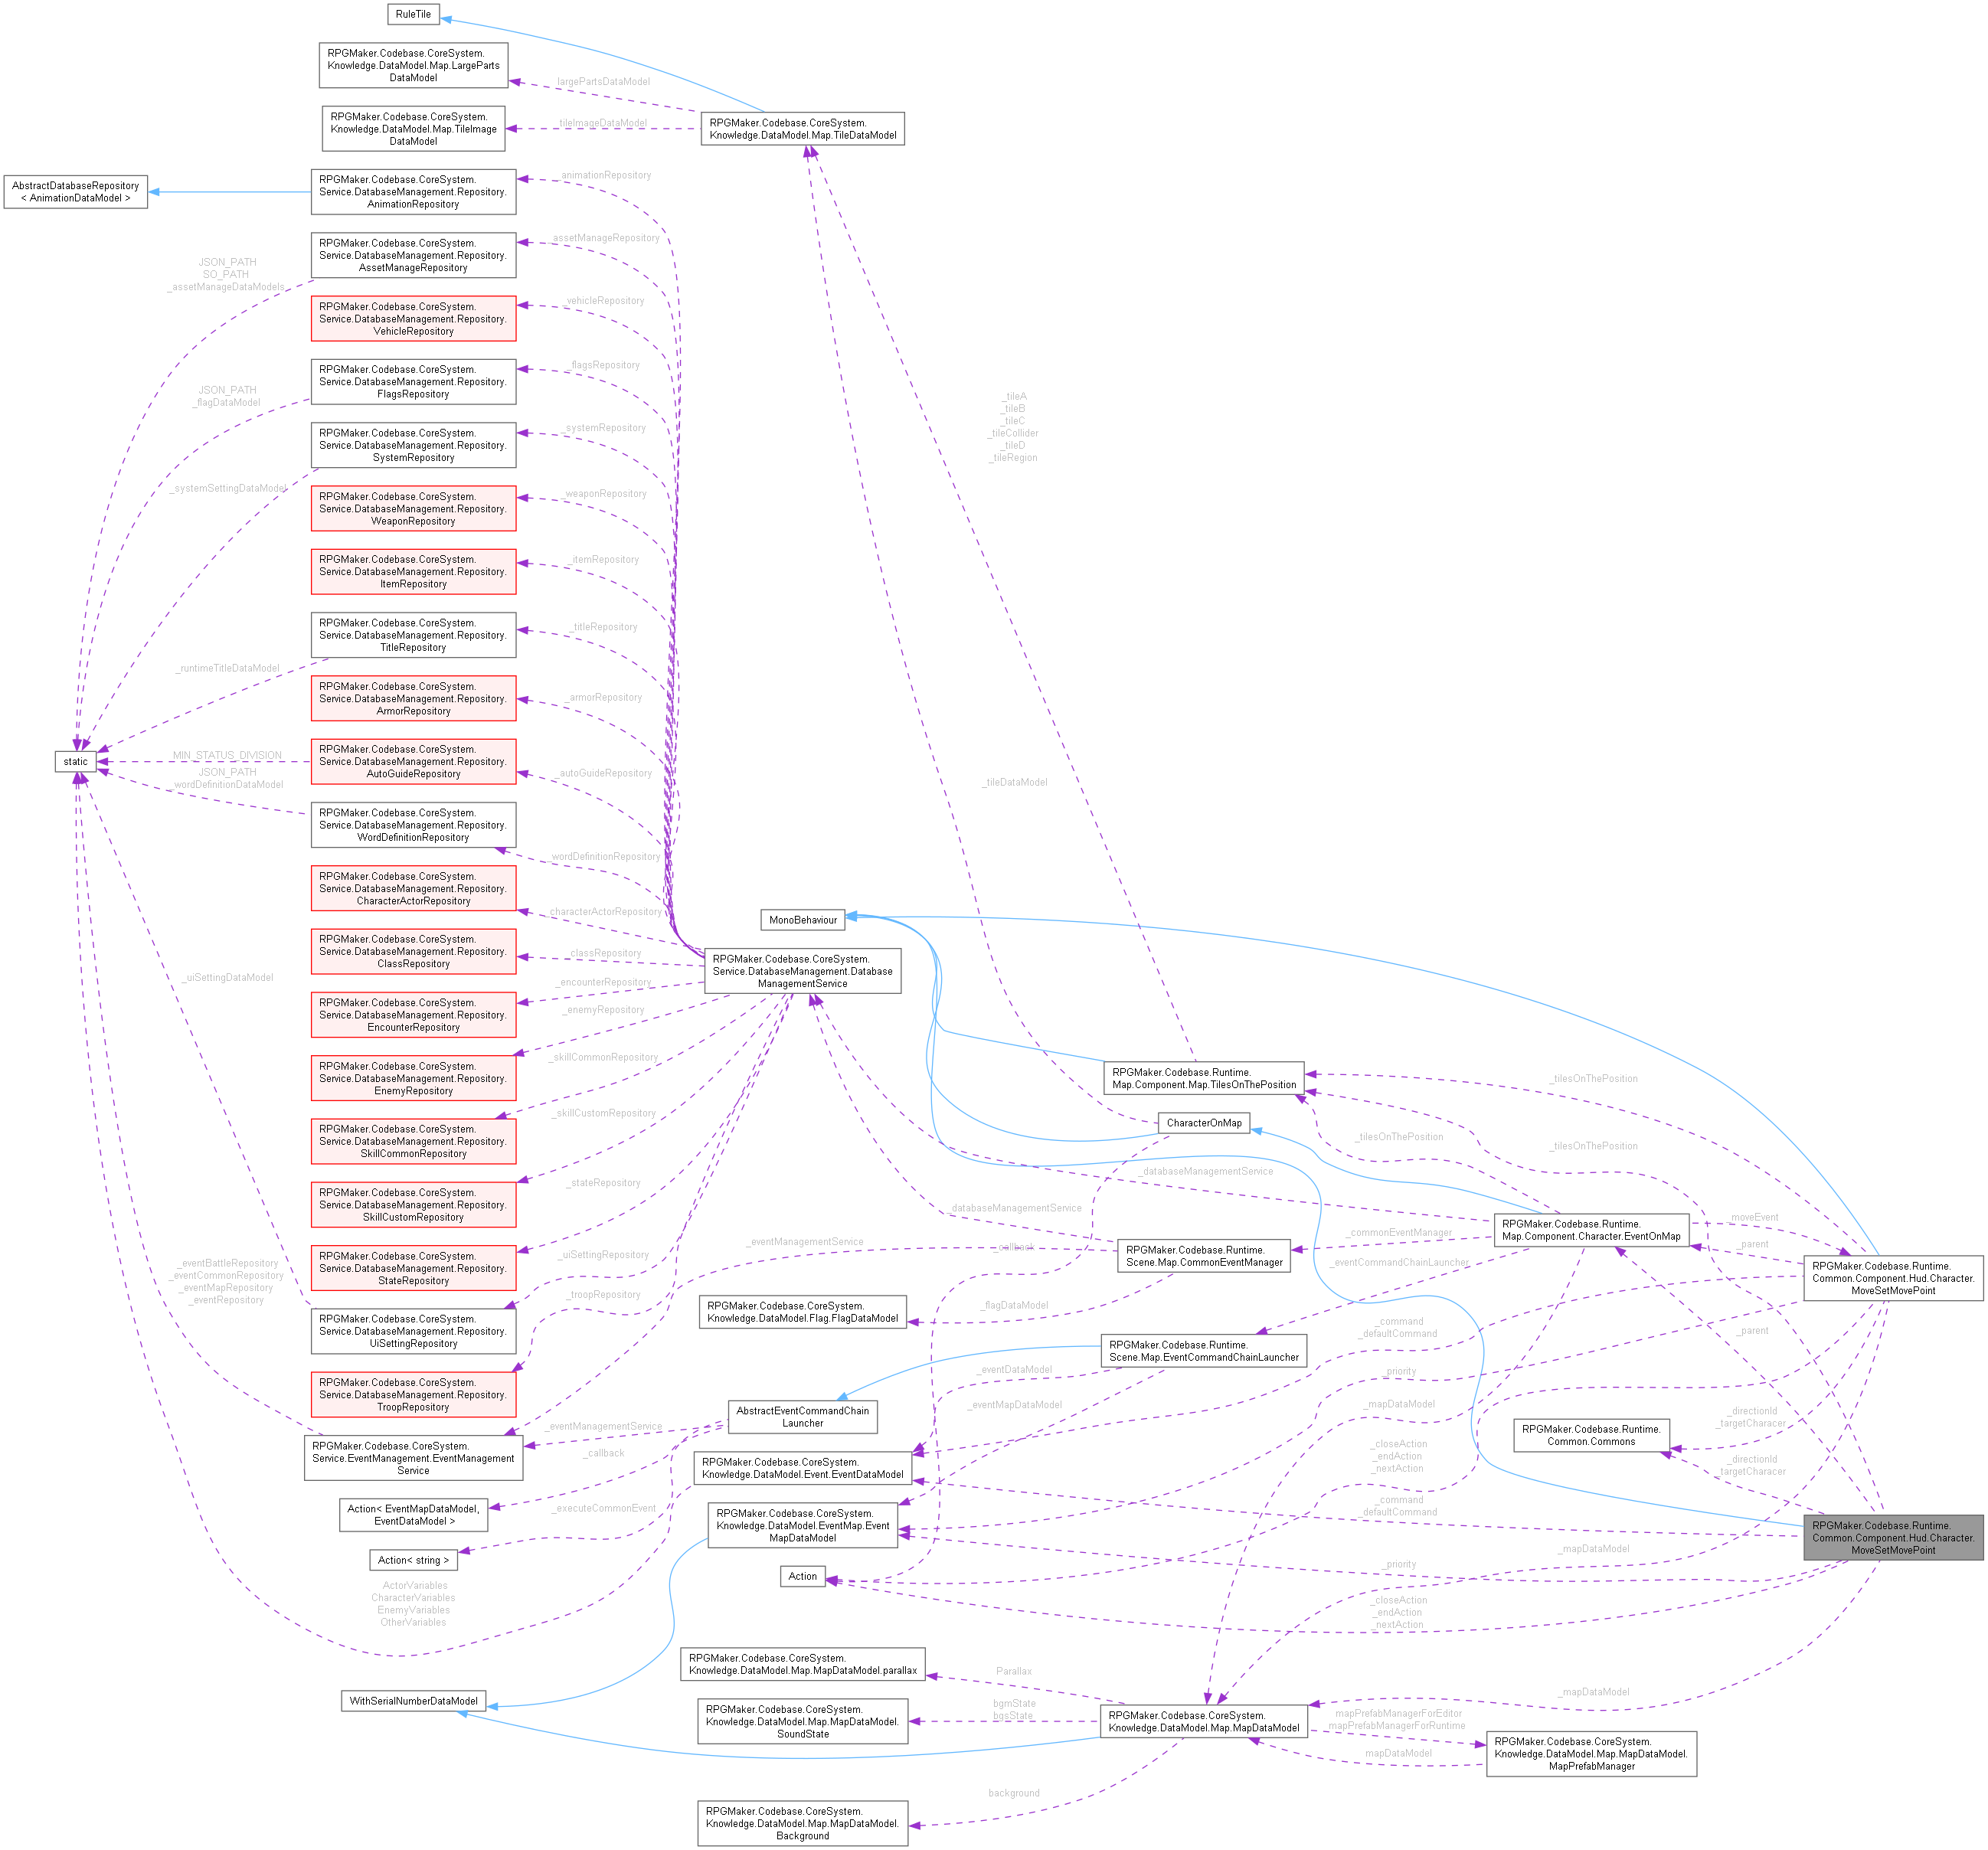 RuleTile
RPGMaker.Codebase.CoreSystem.
Knowledge.DataModel.Map.LargeParts
DataModel
largePartsDataModel
RPGMaker.Codebase.CoreSystem.
Knowledge.DataModel.Map.TileImage
DataModel
tileImageDataModel
RPGMaker.Codebase.CoreSystem.
Knowledge.DataModel.Map.TileDataModel
AbstractDatabaseRepository
< AnimationDataModel >
RPGMaker.Codebase.CoreSystem.
Service.DatabaseManagement.Repository.
AnimationRepository
_animationRepository
RPGMaker.Codebase.CoreSystem.
Service.DatabaseManagement.Repository.
AssetManageRepository
_assetManageRepository
JSON_PATH
SO_PATH
_assetManageDataModels
RPGMaker.Codebase.CoreSystem.
Service.DatabaseManagement.Repository.
VehicleRepository
_vehicleRepository
RPGMaker.Codebase.CoreSystem.
Service.DatabaseManagement.Repository.
FlagsRepository
_flagsRepository
JSON_PATH
_flagDataModel
_tileA
_tileB
_tileC
_tileCollider
_tileD
_tileRegion
RPGMaker.Codebase.CoreSystem.
Service.DatabaseManagement.Repository.
SystemRepository
_systemRepository
_systemSettingDataModel
RPGMaker.Codebase.CoreSystem.
Service.DatabaseManagement.Repository.
WeaponRepository
_weaponRepository
RPGMaker.Codebase.CoreSystem.
Service.DatabaseManagement.Repository.
ItemRepository
_itemRepository
RPGMaker.Codebase.CoreSystem.
Service.DatabaseManagement.Repository.
TitleRepository
_titleRepository
_runtimeTitleDataModel
RPGMaker.Codebase.CoreSystem.
Service.DatabaseManagement.Repository.
ArmorRepository
_armorRepository
static
MIN_STATUS_DIVISION
RPGMaker.Codebase.CoreSystem.
Service.DatabaseManagement.Repository.
AutoGuideRepository
_autoGuideRepository
JSON_PATH
_wordDefinitionDataModel
_tileDataModel
RPGMaker.Codebase.CoreSystem.
Service.DatabaseManagement.Repository.
WordDefinitionRepository
_wordDefinitionRepository
RPGMaker.Codebase.CoreSystem.
Service.DatabaseManagement.Repository.
CharacterActorRepository
_characterActorRepository
MonoBehaviour
RPGMaker.Codebase.CoreSystem.
Service.DatabaseManagement.Repository.
ClassRepository
_classRepository
RPGMaker.Codebase.CoreSystem.
Service.DatabaseManagement.Database
ManagementService
_uiSettingDataModel
RPGMaker.Codebase.CoreSystem.
Service.DatabaseManagement.Repository.
EncounterRepository
_encounterRepository
RPGMaker.Codebase.CoreSystem.
Service.DatabaseManagement.Repository.
EnemyRepository
_enemyRepository
_skillCommonRepository
RPGMaker.Codebase.Runtime.
Map.Component.Map.TilesOnThePosition
_tilesOnThePosition
RPGMaker.Codebase.CoreSystem.
Service.DatabaseManagement.Repository.
SkillCommonRepository
_skillCustomRepository
CharacterOnMap
_tilesOnThePosition
_tilesOnThePosition
RPGMaker.Codebase.CoreSystem.
Service.DatabaseManagement.Repository.
SkillCustomRepository
_stateRepository
_databaseManagementService
_databaseManagementService
RPGMaker.Codebase.Runtime.
Map.Component.Character.EventOnMap
_moveEvent
_parent
RPGMaker.Codebase.CoreSystem.
Service.DatabaseManagement.Repository.
StateRepository
_uiSettingRepository
_eventManagementService
_callback
RPGMaker.Codebase.Runtime.
Scene.Map.CommonEventManager
_commonEventManager
_eventCommandChainLauncher
RPGMaker.Codebase.Runtime.
Common.Component.Hud.Character.
MoveSetMovePoint
_eventBattleRepository
_eventCommonRepository
_eventMapRepository
_eventRepository
_troopRepository
RPGMaker.Codebase.CoreSystem.
Service.DatabaseManagement.Repository.
UiSettingRepository
RPGMaker.Codebase.CoreSystem.
Knowledge.DataModel.Flag.FlagDataModel
_flagDataModel
_command
_defaultCommand
_parent
RPGMaker.Codebase.Runtime.
Scene.Map.EventCommandChainLauncher
_eventDataModel
_priority
RPGMaker.Codebase.CoreSystem.
Service.DatabaseManagement.Repository.
TroopRepository
AbstractEventCommandChain
Launcher
_eventMapDataModel
_mapDataModel
_directionId
_targetCharacer
RPGMaker.Codebase.Runtime.
Common.Commons
RPGMaker.Codebase.CoreSystem.
Service.EventManagement.EventManagement
Service
_eventManagementService
_callback
RPGMaker.Codebase.CoreSystem.
Knowledge.DataModel.Event.EventDataModel
_closeAction
_endAction
_nextAction
_directionId
_targetCharacer
Action< EventMapDataModel,
EventDataModel >
_executeCommonEvent
RPGMaker.Codebase.CoreSystem.
Knowledge.DataModel.EventMap.Event
MapDataModel
_command
_defaultCommand
RPGMaker.Codebase.Runtime.
Common.Component.Hud.Character.
MoveSetMovePoint
Action< string >
Action
_priority
_mapDataModel
ActorVariables
CharacterVariables
EnemyVariables
OtherVariables
_closeAction
_endAction
_nextAction
RPGMaker.Codebase.CoreSystem.
Knowledge.DataModel.Map.MapDataModel.parallax
Parallax
WithSerialNumberDataModel
_mapDataModel
RPGMaker.Codebase.CoreSystem.
Knowledge.DataModel.Map.MapDataModel.
SoundState
bgmState
bgsState
RPGMaker.Codebase.CoreSystem.
Knowledge.DataModel.Map.MapDataModel
mapPrefabManagerForEditor
mapPrefabManagerForRuntime
mapDataModel
RPGMaker.Codebase.CoreSystem.
Knowledge.DataModel.Map.MapDataModel.
MapPrefabManager
background
RPGMaker.Codebase.CoreSystem.
Knowledge.DataModel.Map.MapDataModel.
Background